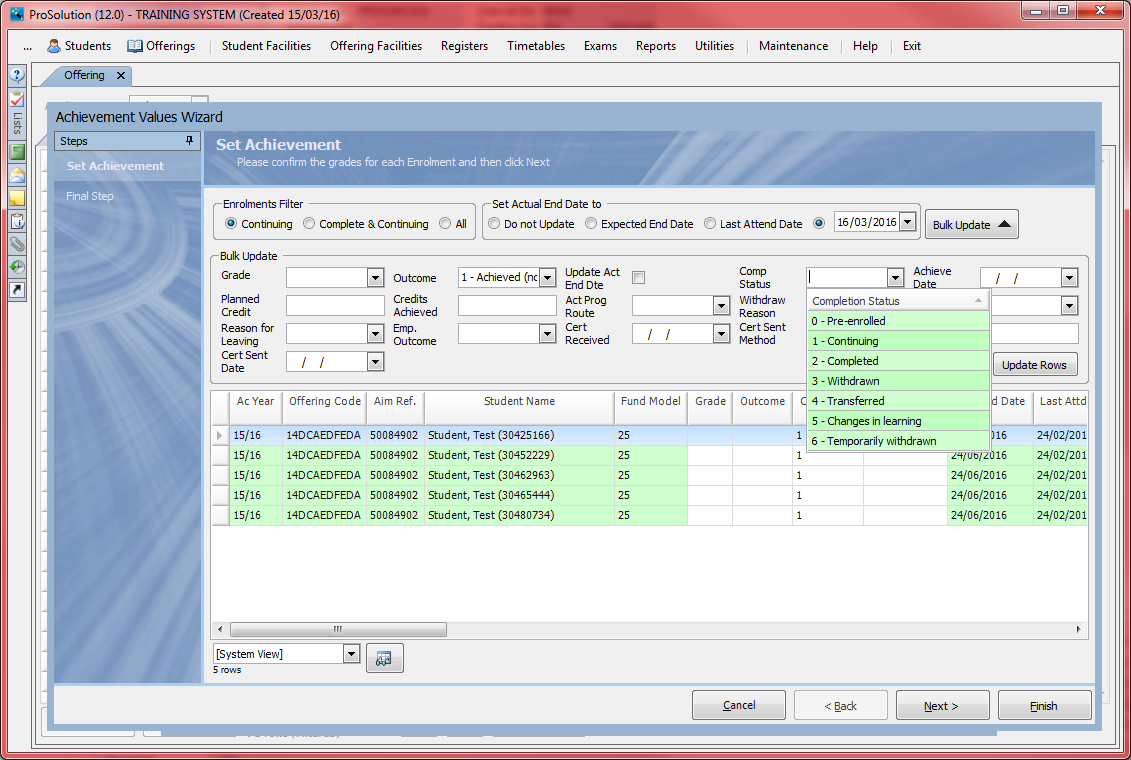 ProSolution (12.0) - TRAINING SYSTEM (Created 15/03/16)
... Students Offerings Student Facilities Offering Facilities Registers Timetables Exams Reports Utilities Maintenance Help Exit
Offering
Lists
Achievement Values Wizard
Steps
Set Achievement
Final Step
Set Achievement
Please confirm the grades for each Enrolment and then click Next
Enrolments Filter
Continuing Complete & Continuing All
Set Actual End Date to
Do not Update Expected End Date Last Attend Date 16/03/2016
Bulk Update
Bulk Update
Grade Outcome 1 - Achieved (nc Update Act End Dte Comp Status Achieve Date / /
Planned Credit Credits Achieved Act Prog Route Withdraw Reason
Reason for Leaving Emp. Outcome Cert Received / / Cert Sent Method
Cert Sent Date / /
Update Rows
Completion Status
0 - Pre-enrolled
1 - Continuing
2 - Completed
3 - Withdrawn
4 - Transferred
5 - Changes in learning
6 - Temporarily withdrawn
Ac Year Offering Code Aim Ref. Student Name Fund Model Grade Outcome C d Date Last Attd
15/16 14DCAEDFEDA 50084902 Student, Test (30425166) 25 1 /2016 24/02/201
15/16 14DCAEDFEDA 50084902 Student, Test (30452229) 25 1 24/06/2016 24/02/201
15/16 14DCAEDFEDA 50084902 Student, Test (30462963) 25 1 24/06/2016 24/02/201
15/16 14DCAEDFEDA 50084902 Student, Test (30465444) 25 1 24/06/2016 24/02/201
15/16 14DCAEDFEDA 50084902 Student, Test (30480734) 25 1 24/06/2016 24/02/201
[System View]
5 rows
Cancel < Back Next > Finish